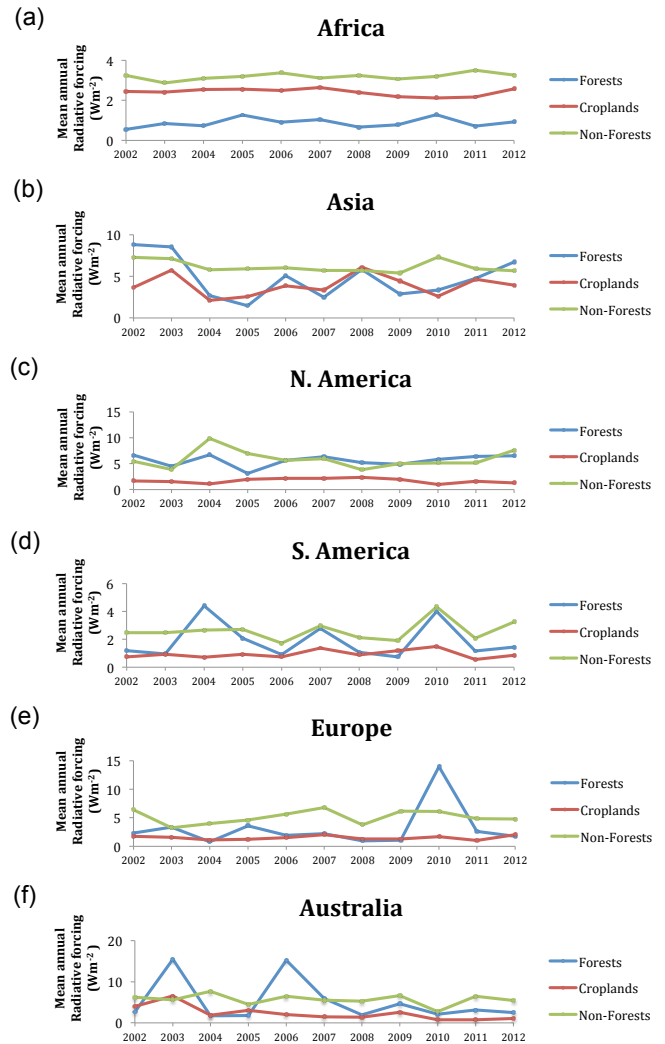 (a)
Africa
Mean annual
Radiative forcing
(Wm-2)
4
2
0
2002 2003 2004 2005 2006 2007 2008 2009 2010 2011 2012
Forests
Croplands
Non-Forests
(b)
Asia
Mean annual
Radiative forcing
(Wm-2)
10
5
0
2002 2003 2004 2005 2006 2007 2008 2009 2010 2011 2012
Forests
Croplands
Non-Forests
(c)
N. America
Mean annual
Radiative forcing
(Wm-2)
15
10
5
0
2002 2003 2004 2005 2006 2007 2008 2009 2010 2011 2012
Forests
Croplands
Non-Forests
(d)
S. America
Mean annual
Radiative forcing
(Wm-2)
6
4
2
0
2002 2003 2004 2005 2006 2007 2008 2009 2010 2011 2012
Forests
Croplands
Non-Forests
(e)
Europe
Mean annual
Radiative forcing
(Wm-2)
15
10
5
0
2002 2003 2004 2005 2006 2007 2008 2009 2010 2011 2012
Forests
Croplands
Non-Forests
(f)
Australia
Mean annual
Radiative forcing
(Wm-2)
20
10
0
2002 2003 2004 2005 2006 2007 2008 2009 2010 2011 2012
Forests
Croplands
Non-Forests